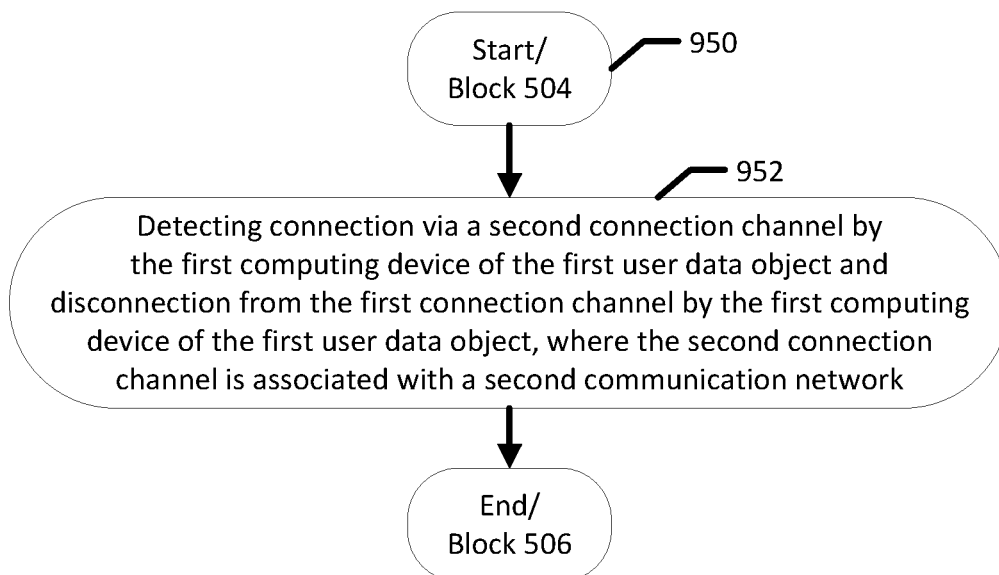 Start/
Block 504
950
952
Detecting connection via a second connection channel by
the first computing device of the first user data object and
disconnection from the first connection channel by the first computing
device of the first user data object, where the second connection
channel is associated with a second communication network
End/
Block 506